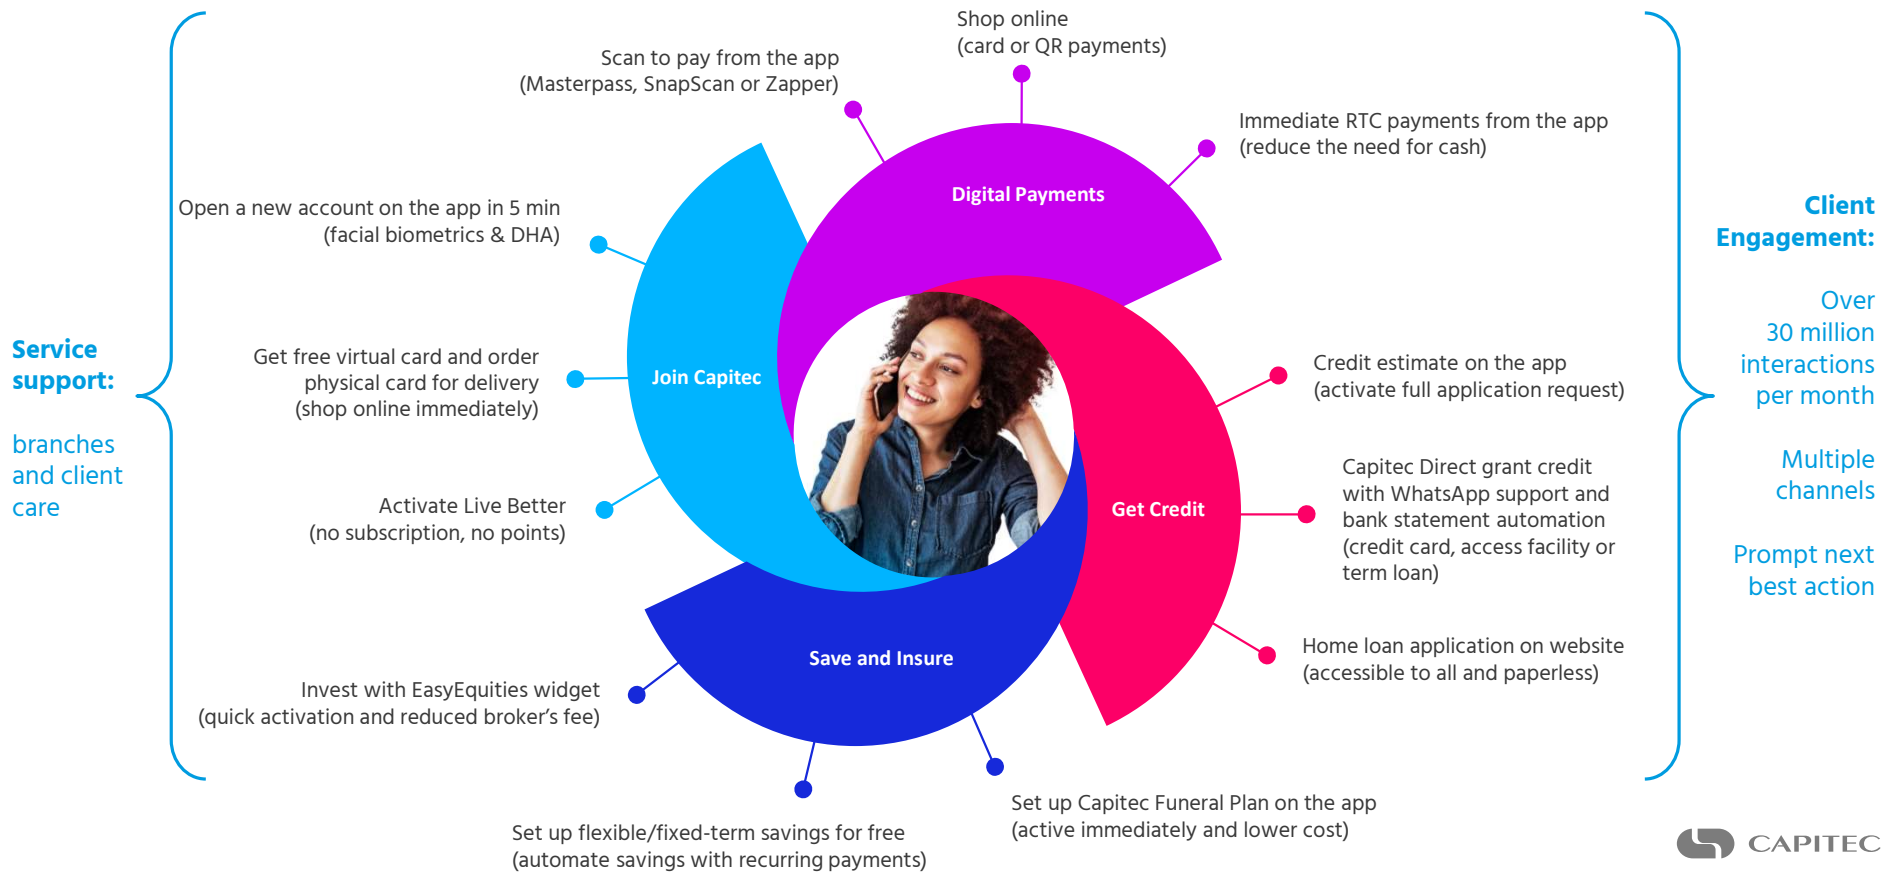 Shop online
(card or QR payments)
Scan to pay from the app
(Masterpass, SnapScan or Zapper)
Immediate RTC payments from the app
(reduce the need for cash)
Digital Payments
Open a new account on the app in 5 min
(facial biometrics & DHA)
Client
Engagement:
Over
30 million
interactions
per month
Multiple
channels
Prompt next
best action
Service
support:
branches
and client
care
Get free virtual card and order
physical card for delivery
(shop online immediately)
Join Capitec
Credit estimate on the app
(activate full application request)
Capitec Direct grant credit
with WhatsApp support and
bank statement automation
(credit card, access facility or
term loan)
Get Credit
Activate Live Better
(no subscription, no points)
Home loan application on website
(accessible to all and paperless)
Save and Insure
Invest with EasyEquities widget
(quick activation and reduced broker’s fee)
Set up Capitec Funeral Plan on the app
(active immediately and lower cost)
Set up flexible/fixed-term savings for free
(automate savings with recurring payments)
CAPITEC